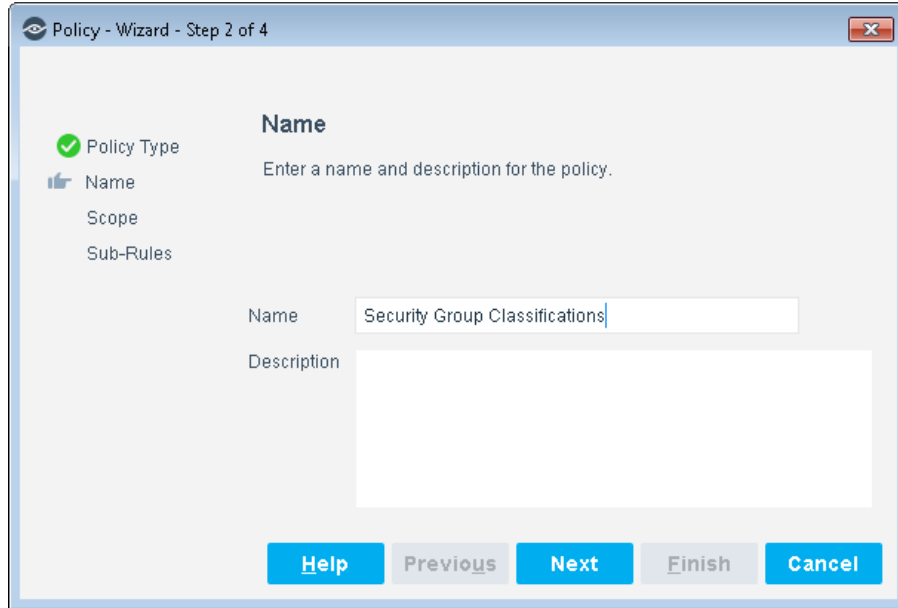 Policy - Wizard - Step 2 of 4
Policy Type
Name
Scope
Sub-Rules
Name
Enter a name and description for the policy.
Name Security Group Classifications
Description
Help Previous Next Finish Cancel